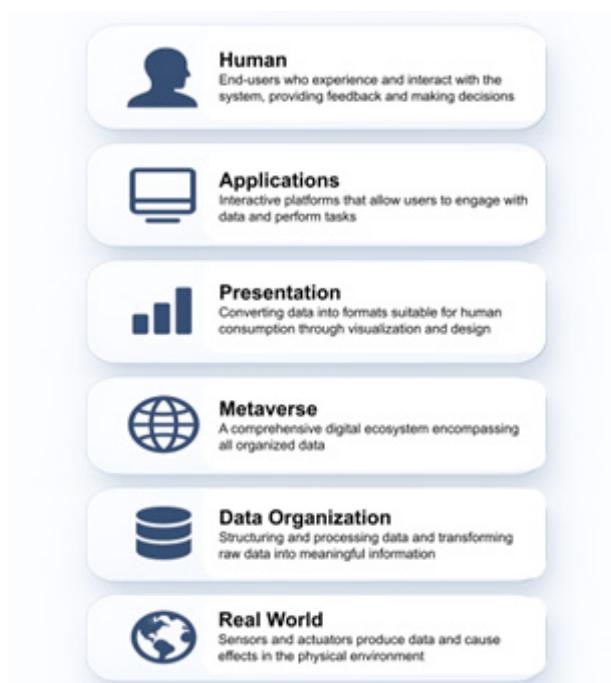 Human
End-users who experience and interact with the
system, providing feedback and making decisions
Applications
Interactive platforms that allow users to engage with
data and perform tasks
Presentation
Converting data into formats suitable for human
consumption through visualization and design
Metaverse
A comprehensive digital ecosystem encompassing
all organized data
Data Organization
Structuring and processing data and transforming
raw data into meaningful information
Real World
Sensors and actuators produce data and cause
effects in the physical environment